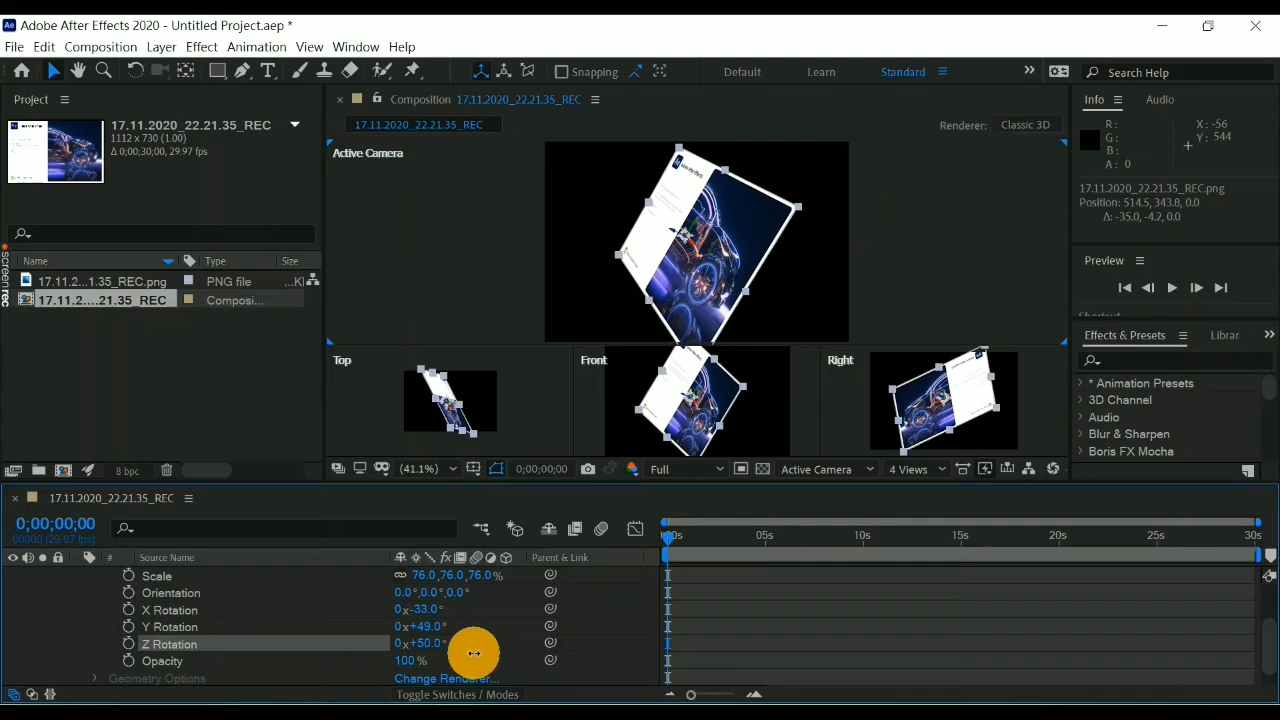 Adobe After Effects 2020 - Untitled Project.aep *
File Edit Composition Layer Effect Animation View Window Help
Snapping Default Learn Standard Search Help
Project
17.11.2020_22.21.35_REC
1112 x 730 (1.00)
Δ 0;00;30;00, 29.97 fps
Name Type Size
17.11.2...1.35_REC.png PNG file ...KI
17.11.2....21.35_REC Composi...
8 bpc
screenrec
Composition 17.11.2020_22.21.35_REC
17.11.2020_22.21.35_REC
Renderer: Classic 3D
Active Camera
Top
Front
Right
(41.1%) 0;00;00;00 Full Active Camera 4 Views
Info Audio
R:
G:
B:
A: 0
X: -56
Y: 544
17.11.2020_22.21.35_REC.png
Position: 514.5, 343.8, 0.0
Δ: -35.0, -4.2, 0.0
Preview
Effects & Presets Librar
* Animation Presets
3D Channel
Audio
Blur & Sharpen
Boris FX Mocha
17.11.2020_22.21.35_REC
0;00;00;00
00000 (29.97 fps)
# Source Name Parent & Link
05s 10s 15s 20s 25s 30s
Scale 76.0,76.0,76.0%
Orientation 0.0°,0.0°,0.0°
X Rotation 0x-33.0°
Y Rotation 0x+49.0°
Z Rotation 0x+50.0°
Opacity 100%
Geometry Options Change Renderer...
Toggle Switches / Modes